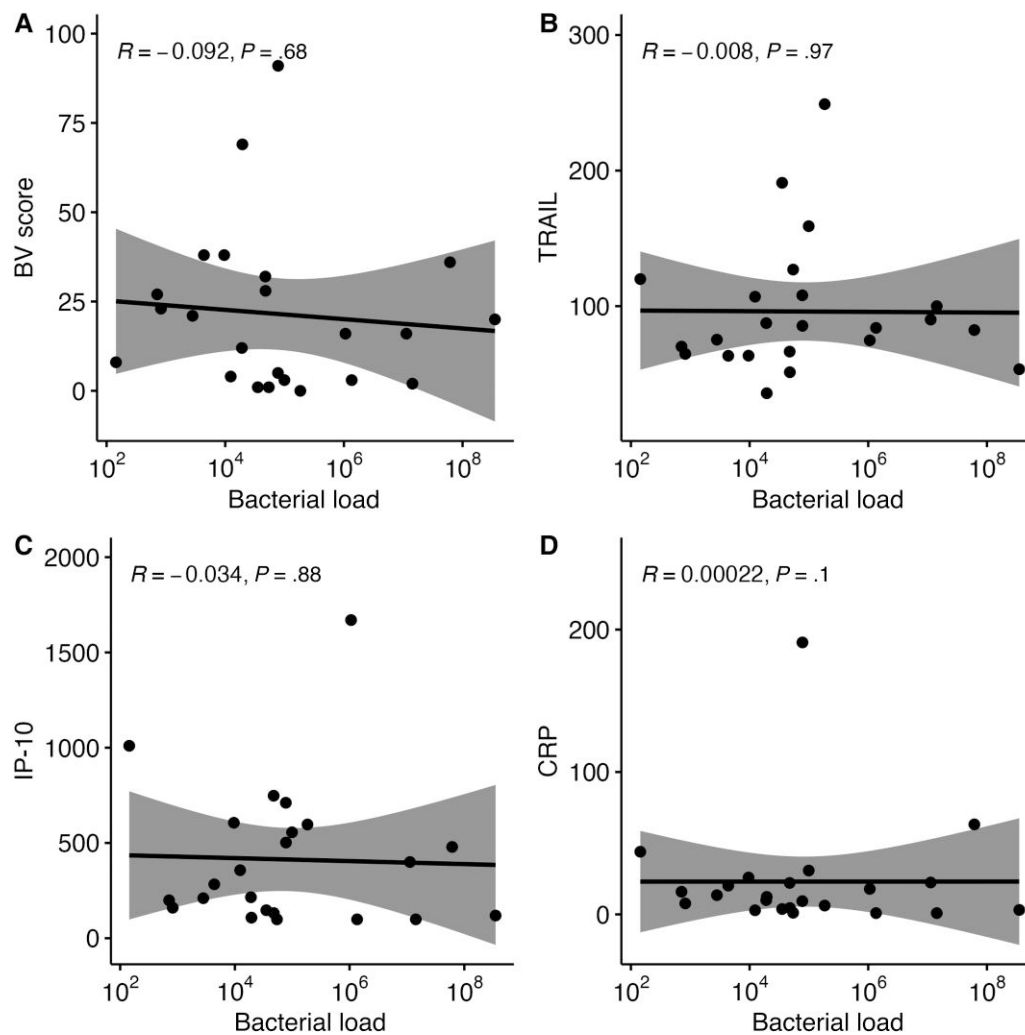 A
R = −0.092, P = .68
100
75
50
25
0
BV score
10² 10⁴ 10⁶ 10⁸
Bacterial load
B
R = −0.008, P = .97
300
200
100
TRAIL
10² 10⁴ 10⁶ 10⁸
Bacterial load
C
R = −0.034, P = .88
2000
1500
1000
500
0
IP-10
10² 10⁴ 10⁶ 10⁸
Bacterial load
D
R = 0.00022, P = .1
200
100
0
CRP
10² 10⁴ 10⁶ 10⁸
Bacterial load